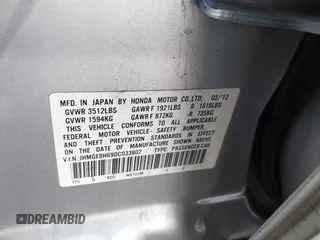 MFD. IN JAPAN BY HONDA MOTOR CO.,LTD. 03/'13
GVWR 3512LBS GAWR F 1921LBS R 1619LBS
GVWR 1594KG GAWR F 872KG R 735KG
THIS VEHICLE CONFORMS TO ALL APPLICABLE
FEDERAL MOTOR VEHICLE SAFETY, BUMPER,
AND THEFT PREVENTION STANDARDS IN EFFECT
ON THE DATE OF MANUFACTURE SHOWN ABOVE.
V.I.N. JHMGE8H69DC033802 TYPE PASSENGER CAR
DREAMBID